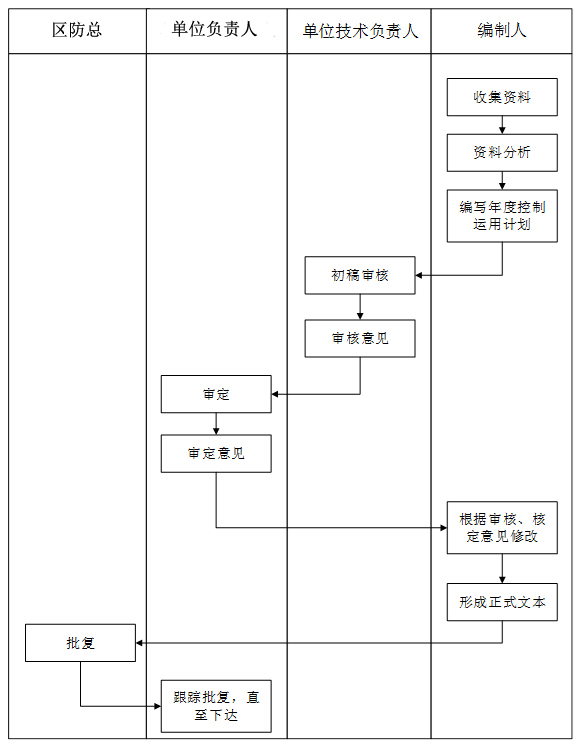 区防总
单位负责人
单位技术负责人
编制人
收集资料
资料分析
编写年度控制
运用计划
初稿审核
审核意见
审定
审定意见
根据审核、核
定意见修改
形成正式文本
批复
跟踪批复，直
至下达